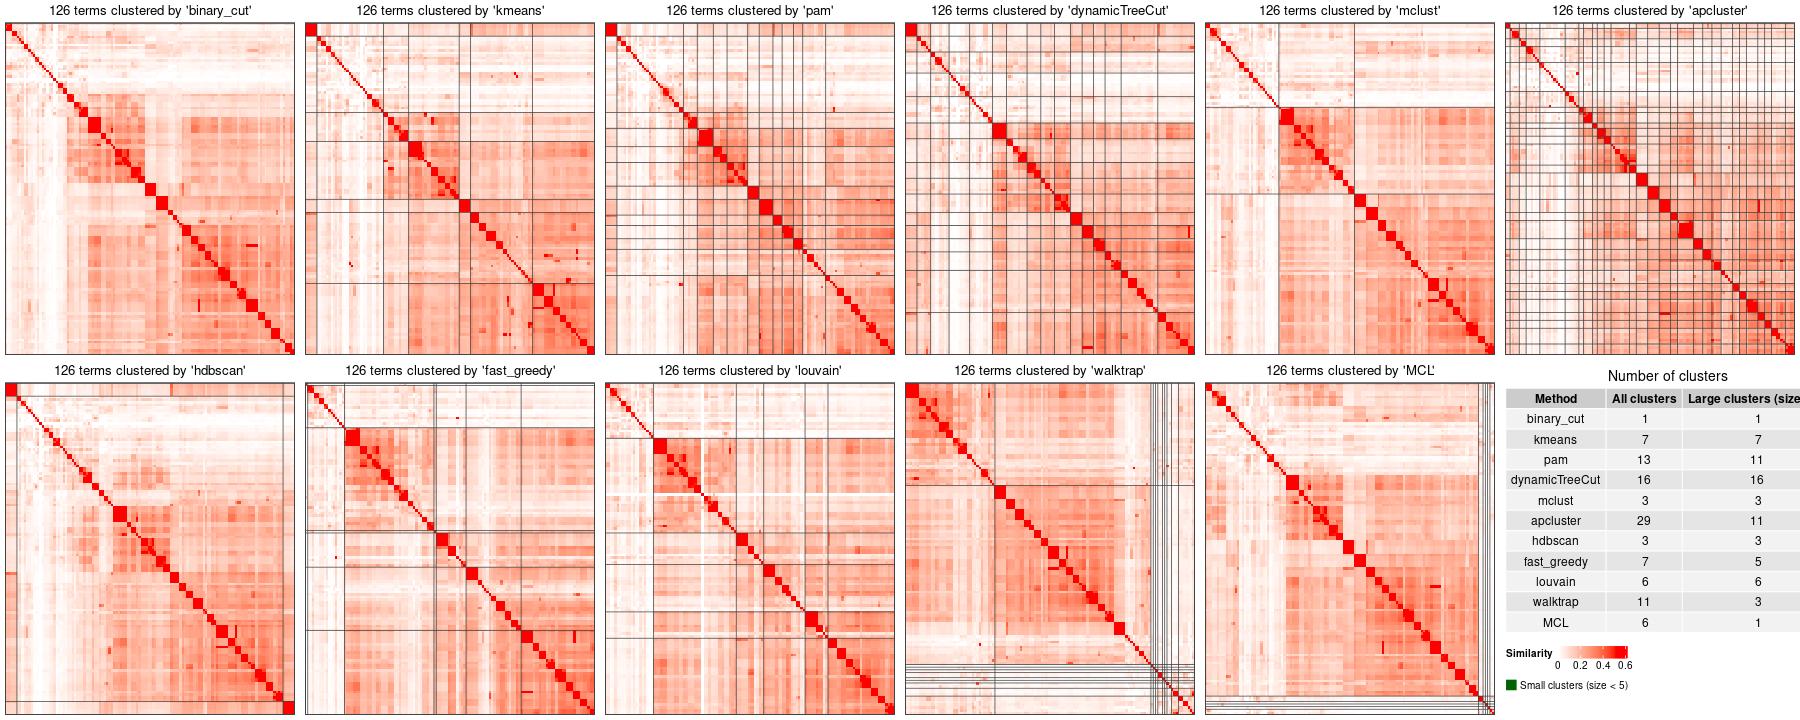 126 terms clustered by 'binary_cut'
126 terms clustered by 'kmeans'
126 terms clustered by 'pam'
126 terms clustered by 'dynamicTreeCut'
126 terms clustered by 'mclust'
126 terms clustered by 'apcluster'
126 terms clustered by 'hdbscan'
126 terms clustered by 'fast_greedy'
126 terms clustered by 'louvain'
126 terms clustered by 'walktrap'
126 terms clustered by 'MCL'
Number of clusters
Method All clusters Large clusters (size
binary_cut 1 1
kmeans 7 7
pam 13 11
dynamicTreeCut 16 16
mclust 3 3
apcluster 29 11
hdbscan 3 3
fast_greedy 7 5
louvain 6 6
walktrap 11 3
MCL 6 1
Similarity
0 0.2 0.4 0.6
Small clusters (size < 5)